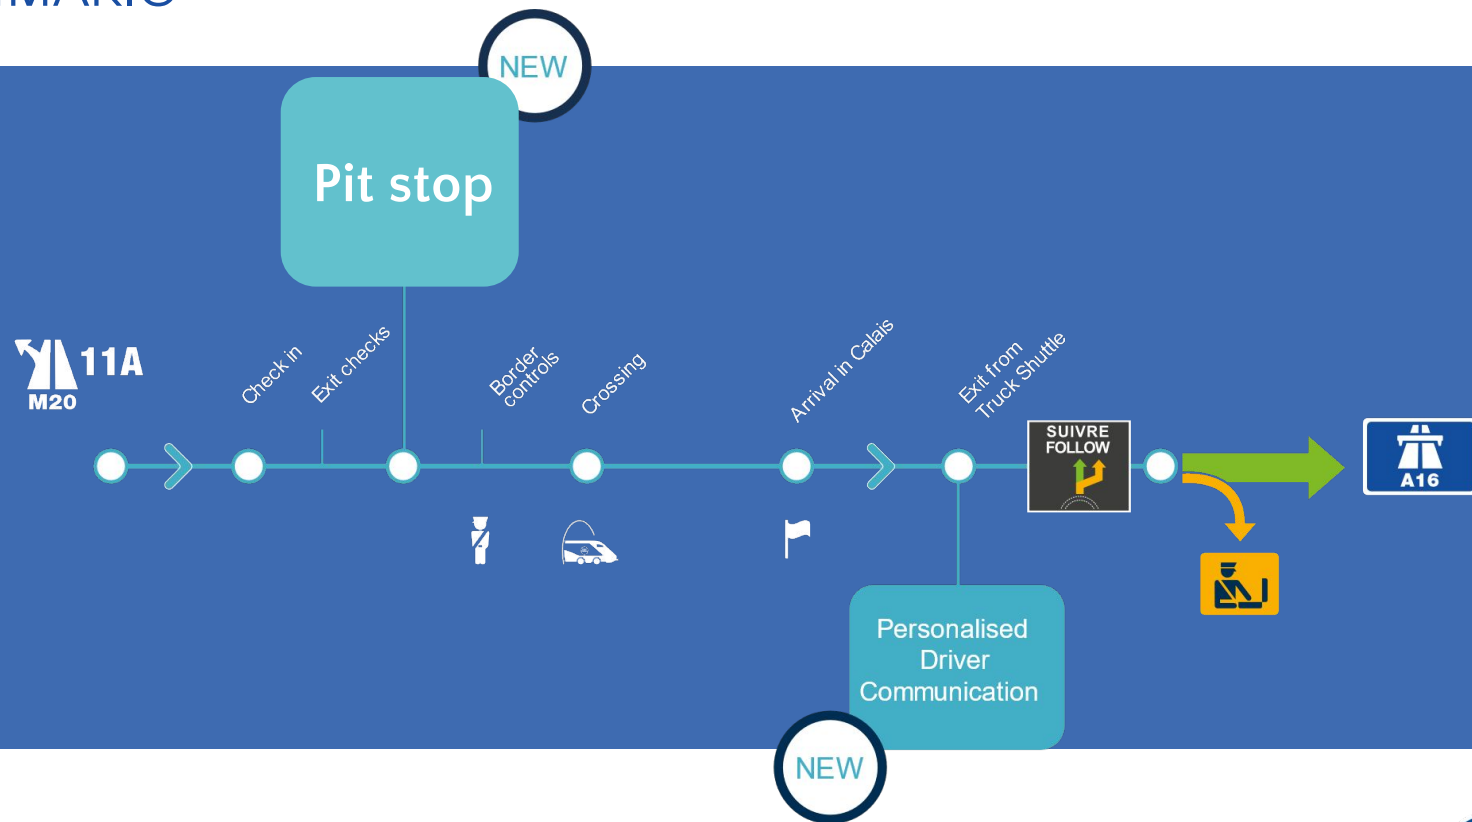 NEW
Pit stop
11A
M20
Check in
Exit checks
Border
controls
Crossing
Arrival in Calais
Exit from
Truck Shuttle
SUIVRE
FOLLOW
A16
Personalised
Driver
Communication
NEW